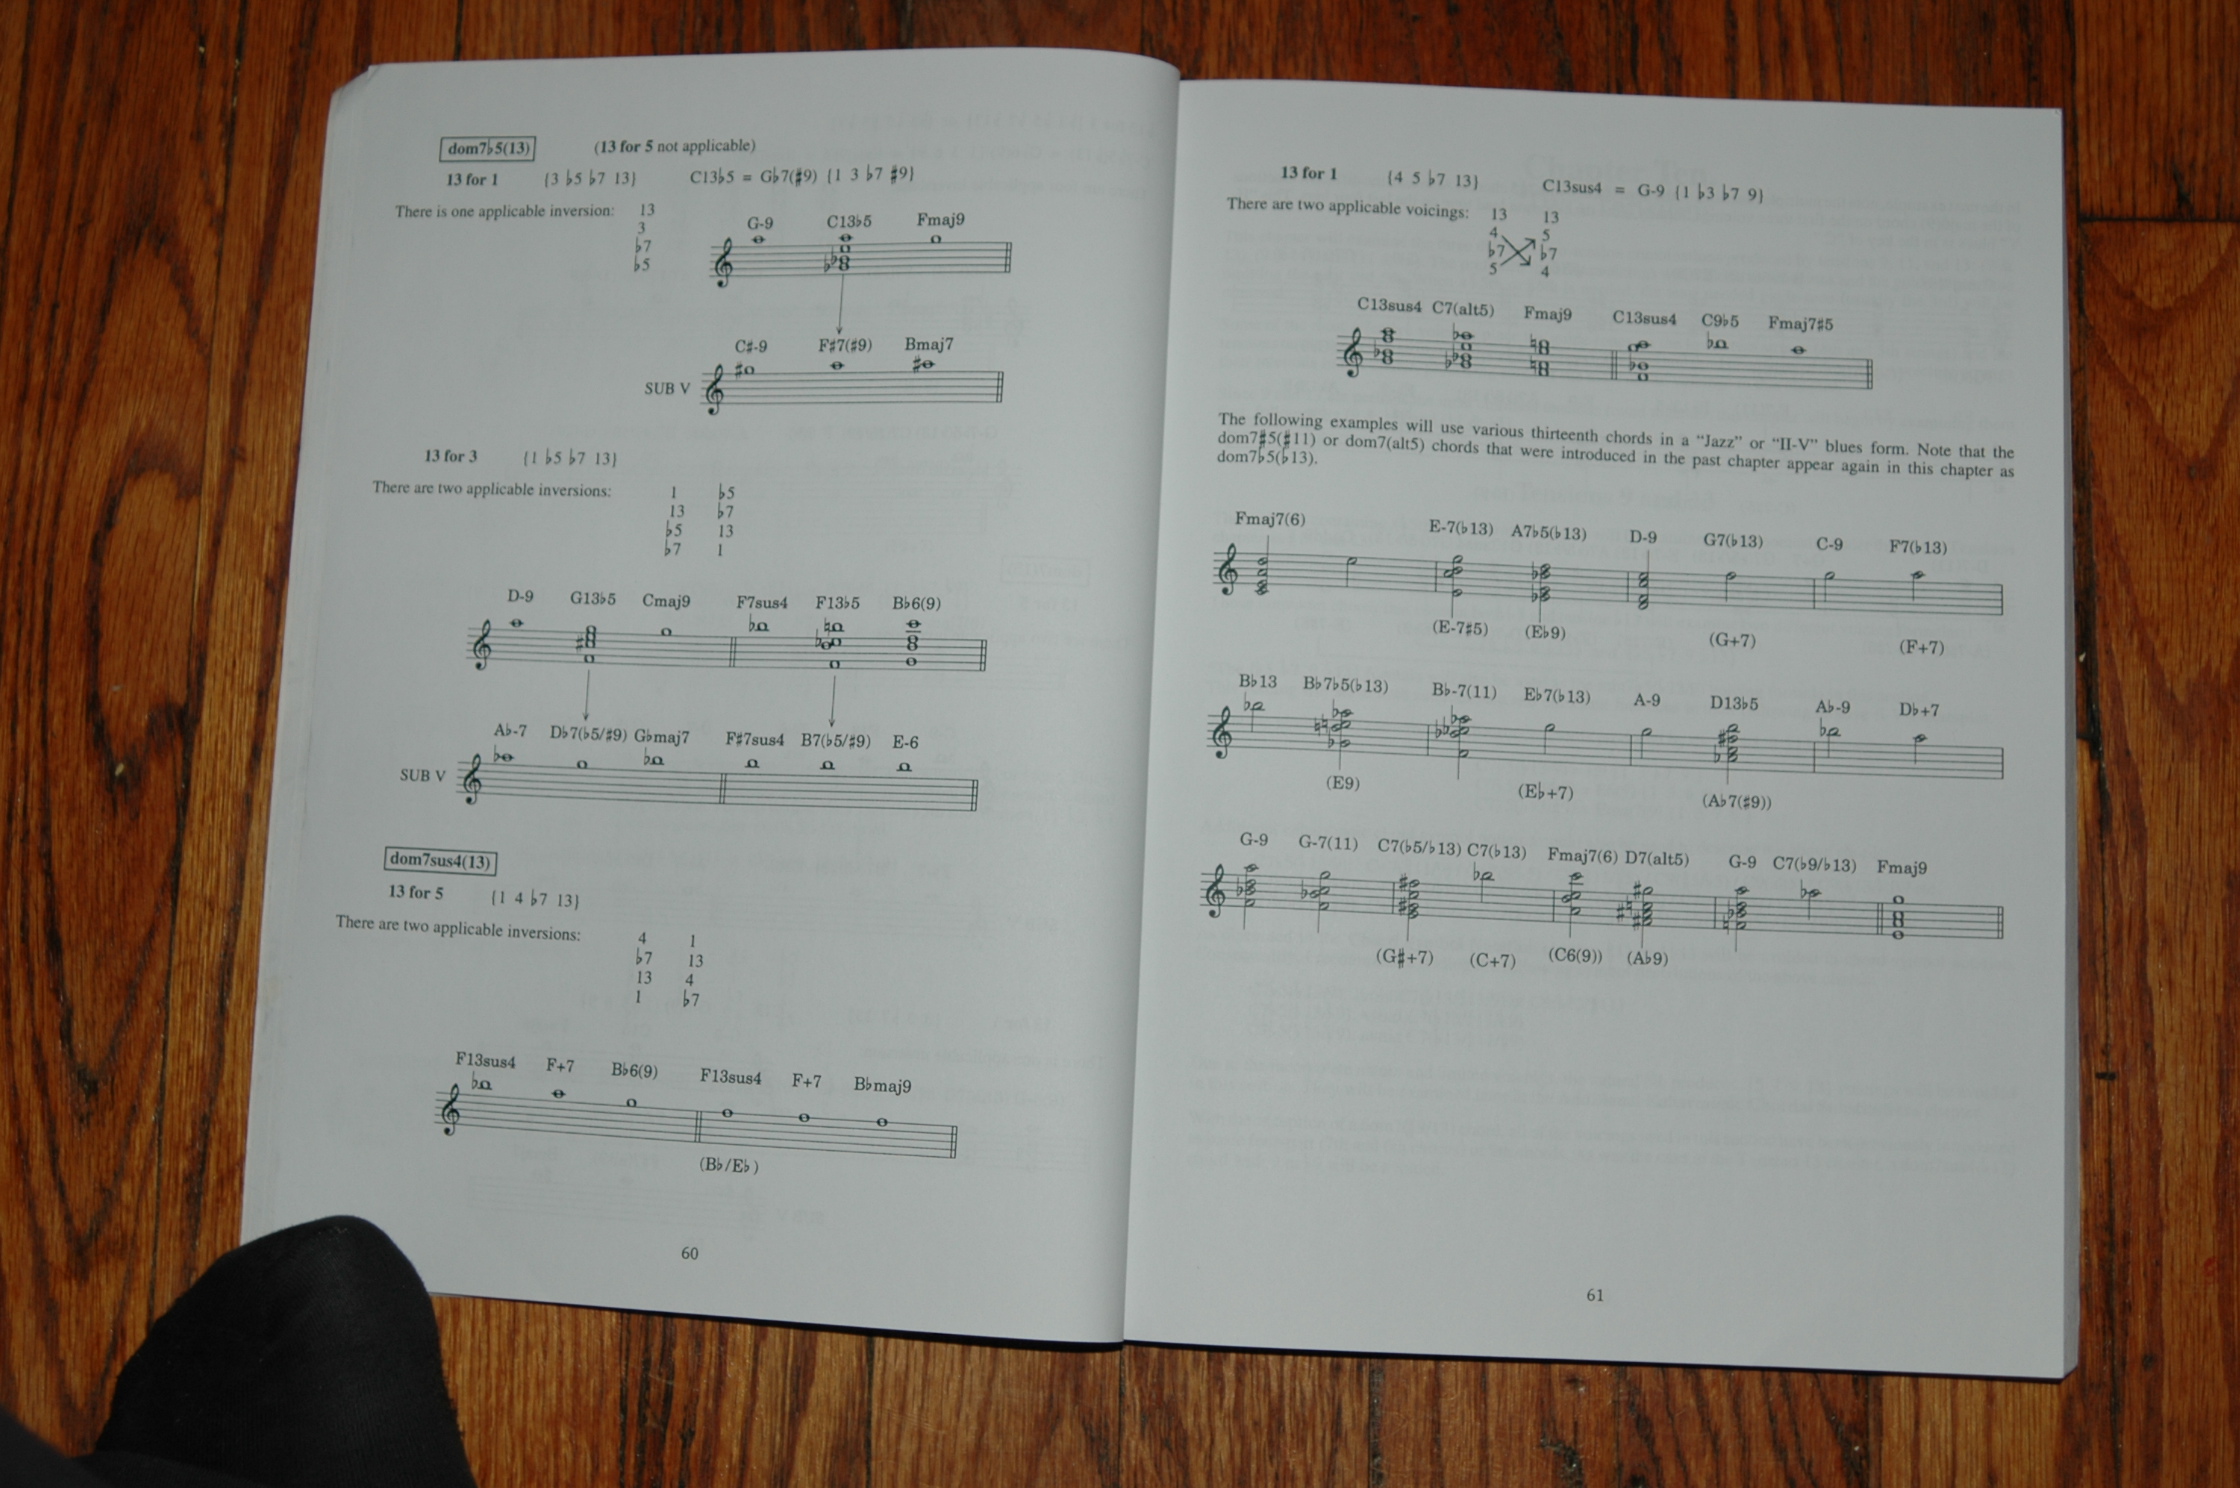 dom7♭5(13) (13 for 5 not applicable)
13 for 1 {3 ♭5 ♭7 13} C13♭5 = G♭7(♯9) {1 3 ♭7 ♯9}
There is one applicable inversion: 13
3
♭7
♭5
G-9 C13♭5 Fmaj9
C♯-9 F♯7(♯9) Bmaj7
SUB V
13 for 3 {1 ♭5 ♭7 13}
There are two applicable inversions: 1 ♭5
13 ♭7
♭5 13
♭7 1
D-9 G13♭5 Cmaj9 F7sus4 F13♭5 B♭6(9)
A♭-7 D♭7(♭5/♯9) G♭maj7 F♯7sus4 B7(♭5/♯9) E-6
SUB V
dom7sus4(13)
13 for 5 {1 4 ♭7 13}
There are two applicable inversions: 4 1
♭7 13
13 4
1 ♭7
F13sus4 F+7 B♭6(9) F13sus4 F+7 B♭maj9
(B♭/E♭)
60
13 for 1 {4 5 ♭7 13} C13sus4 = G-9 {1 ♭3 ♭7 9}
There are two applicable voicings: 13 13
4 5
♭7 ♭7
5 4
C13sus4 C7(alt5) Fmaj9 C13sus4 C9♭5 Fmaj7♯5
The following examples will use various thirteenth chords in a “Jazz” or “II-V” blues form. Note that the
dom7♯5(♯11) or dom7(alt5) chords that were introduced in the past chapter appear again in this chapter as
dom7♭5(♭13).
Fmaj7(6) E-7(♭13) A7♭5(♭13) D-9 G7(♭13) C-9 F7(♭13)
(E-7♯5) (E♭9) (G+7) (F+7)
B♭13 B♭7♭5(♭13) B♭-7(11) E♭7(♭13) A-9 D13♭5 A♭-9 D♭+7
(E9) (E♭+7) (A♭7(♯9))
G-9 G-7(11) C7(♭5/♭13) C7(♭13) Fmaj7(6) D7(alt5) G-9 C7(♭9/♭13) Fmaj9
(G♯+7) (C+7) (C6(9)) (A♭9)
61